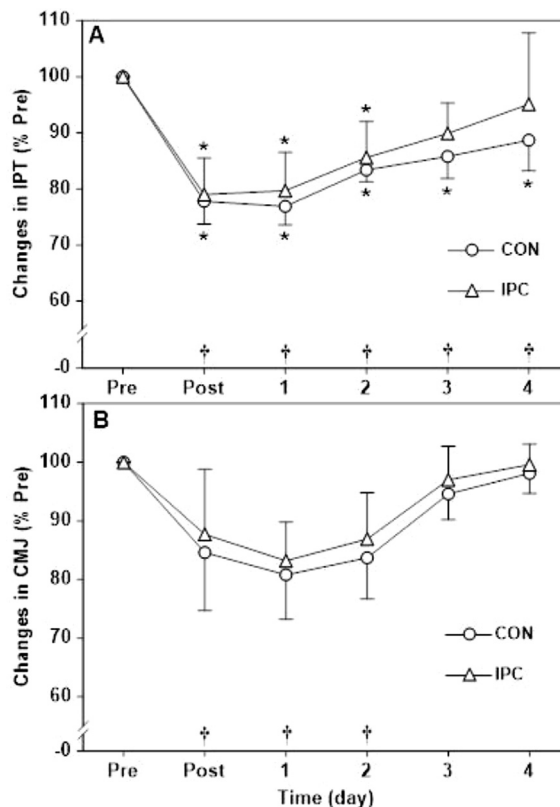 A
Changes in IPT (% Pre)
110
100
90
80
70
60
-0
* * *
* * * * *
CON
IPC
† † † † †
Pre Post 1 2 3 4
B
Changes in CMJ (% Pre)
110
100
90
80
70
60
-0
CON
IPC
† † †
Pre Post 1 2 3 4
Time (day)